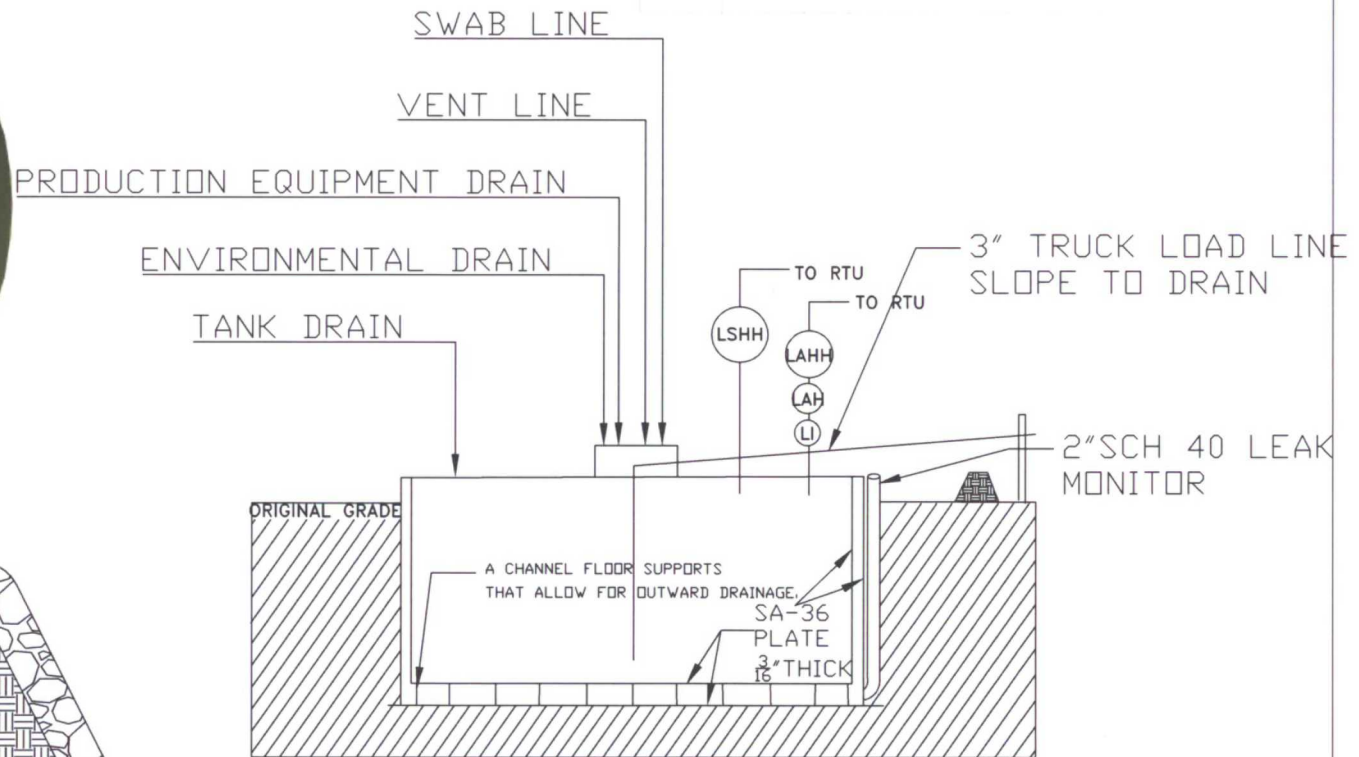 SWAB LINE
VENT LINE
PRODUCTION EQUIPMENT DRAIN
ENVIRONMENTAL DRAIN
TANK DRAIN
TO RTU
TO RTU
3" TRUCK LOAD LINE
SLOPE TO DRAIN
LSHH
LAHH
LAH
LI
2"SCH 40 LEAK
MONITOR
ORIGINAL GRADE
A CHANNEL FLOOR SUPPORTS
THAT ALLOW FOR OUTWARD DRAINAGE.
SA-36
PLATE
3/16" THICK